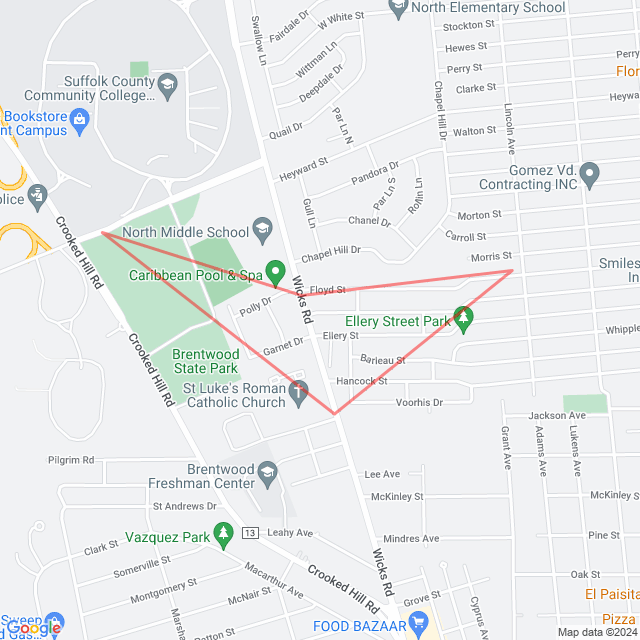 North Elementary School
Stockton St
Fairdale Dr
W White St
Swallow Ln
Hewes St
Wittman Ln
Perry St
Flor
Suffolk County
Community College...
Deepdale Dr
Clarke St
Heywa
Chapel Hill Dr
Lincoln Ave
Bookstore
nt Campus
Par Ln N
Quail Dr
Walton St
Heyward St
Pandora Dr
Gomez Vd.
Contracting INC
olice
Par Ln S
Roflin Ln
Gull Ln
Morton St
Crooked Hill Rd
North Middle School
Chanel Dr
Carroll St
Chapel Hill Dr
Morris St
Caribbean Pool & Spa
Smiles
In
Wicks Rd
Floyd St
Polly Dr
Ellery Street Park
Whipple
Ellery St
Garnet Dr
Crooked Hill Rd
Brentwood
State Park
Barleau St
Hancock St
St Luke's Roman
Catholic Church
Voorhis Dr
Jackson Ave
Grant Ave
Adams Ave
Lukens Ave
Pilgrim Rd
Brentwood
Freshman Center
Lee Ave
McKinley St
McKinley St
St Andrews Dr
Vazquez Park
13
Leahy Ave
Mindres Ave
Pine St
Clark St
Somerville St
Wicks Rd
Macarthur Ave
Crooked Hill Rd
Oak St
Montgomery St
McNair St
Grove St
El Paisita
Pizza
Cyprus Ave
Sweep
Google
FOOD BAZAAR
Cotton St
Map data ©20